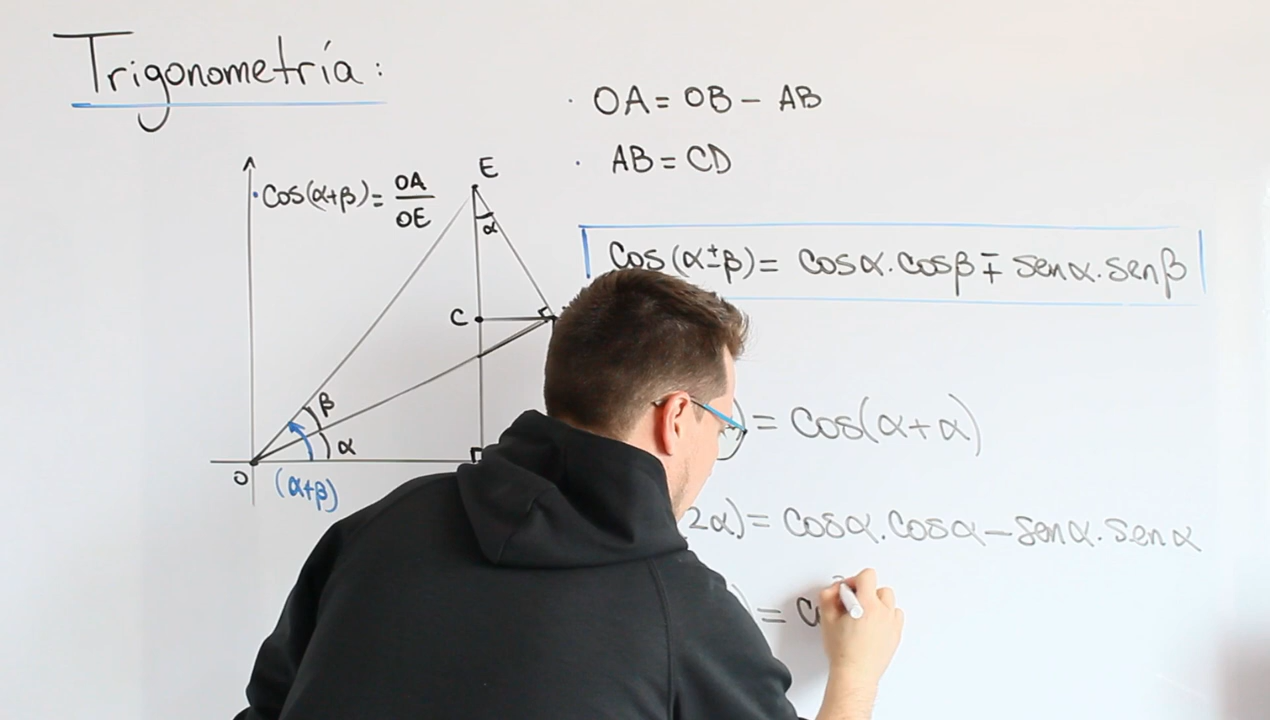 Trigonometría:
· OA = OB - AB
· AB = CD
E
· Cos(α+β) = OA
OE
α
Cos(α±β) = cosα.cosβ ∓ senα.senβ
C
β
) = cos(α+α)
α
O
(α+β)
2α) = cosα.cosα - senα.senα
) = c